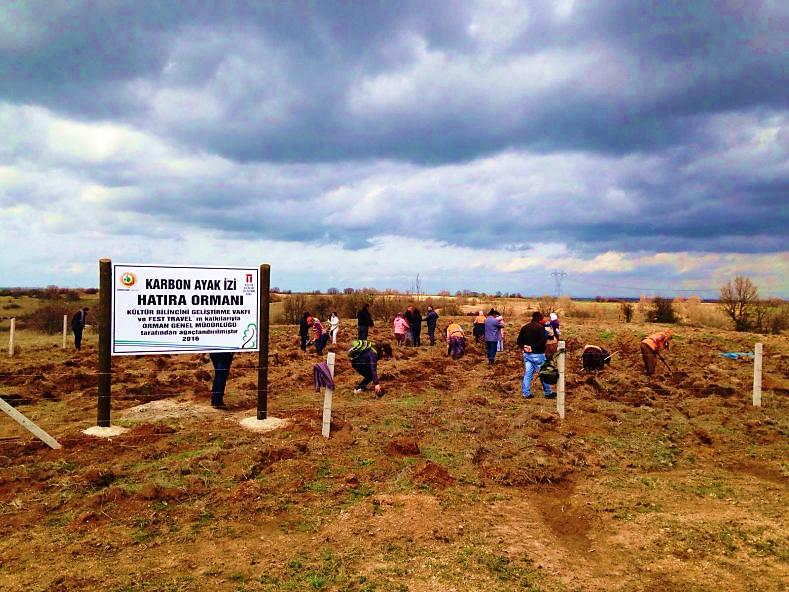 KARBON AYAK İZİ
HATIRA ORMANI
KÜLTÜR BİLİNCİNİ GELİŞTİRME VAKFI
ve FEST TRAVEL' ın katkılarıyla
ORMAN GENEL MÜDÜRLÜĞÜ
tarafından ağaçlandırılmıştır
2016